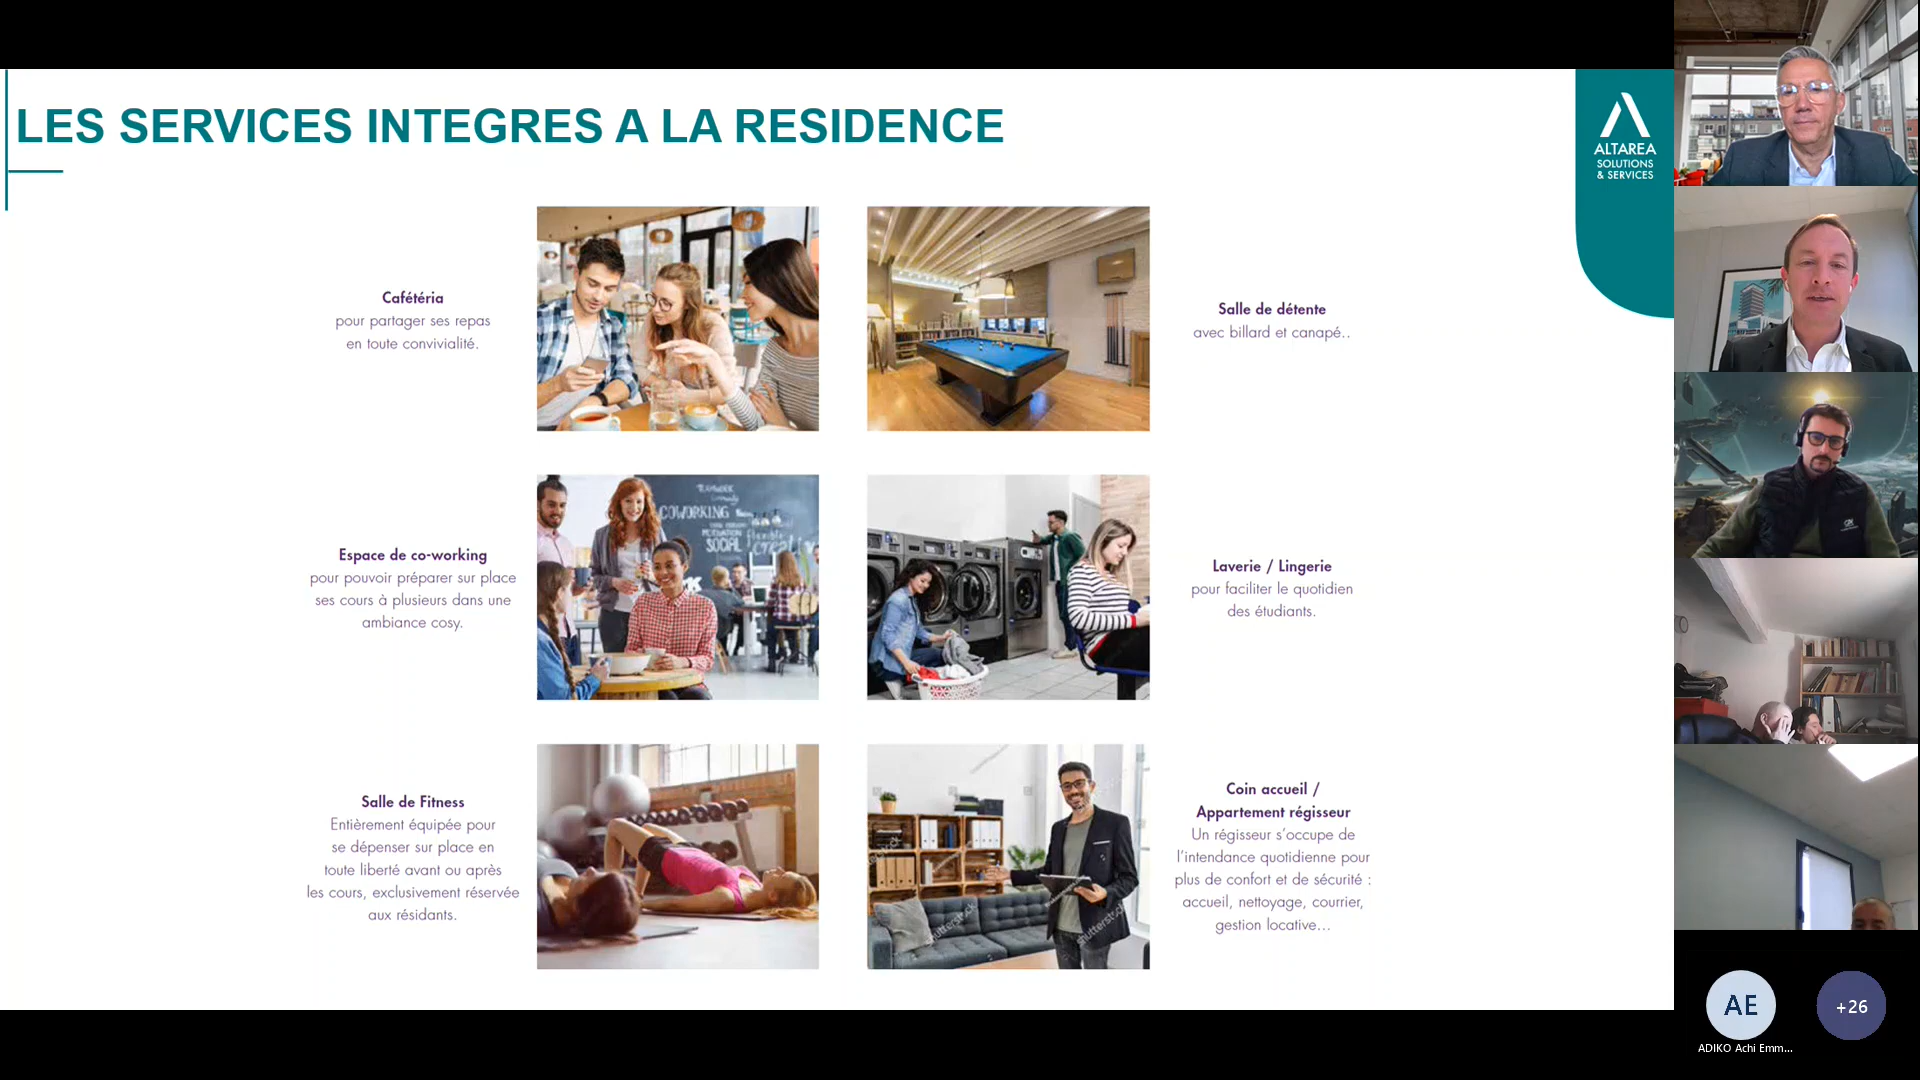 LES SERVICES INTEGRES A LA RESIDENCE
ALTAREA
SOLUTIONS
& SERVICES
Cafétéria
pour partager ses repas
en toute convivialité.
Salle de détente
avec billard et canapé..
Espace de co-working
pour pouvoir préparer sur place
ses cours à plusieurs dans une
ambiance cosy.
TEAMWORK
COWORKING
SOCIAL
flexible
creative
Laverie / Lingerie
pour faciliter le quotidien
des étudiants.
Salle de Fitness
Entièrement équipée pour
se dépenser sur place en
toute liberté avant ou après
les cours, exclusivement réservée
aux résidants.
shutterstock
shutterstock
Coin accueil /
Appartement régisseur
Un régisseur s’occupe de
l’intendance quotidienne pour
plus de confort et de sécurité :
accueil, nettoyage, courrier,
gestion locative...
AE
+26
ADIKO Achi Emm...